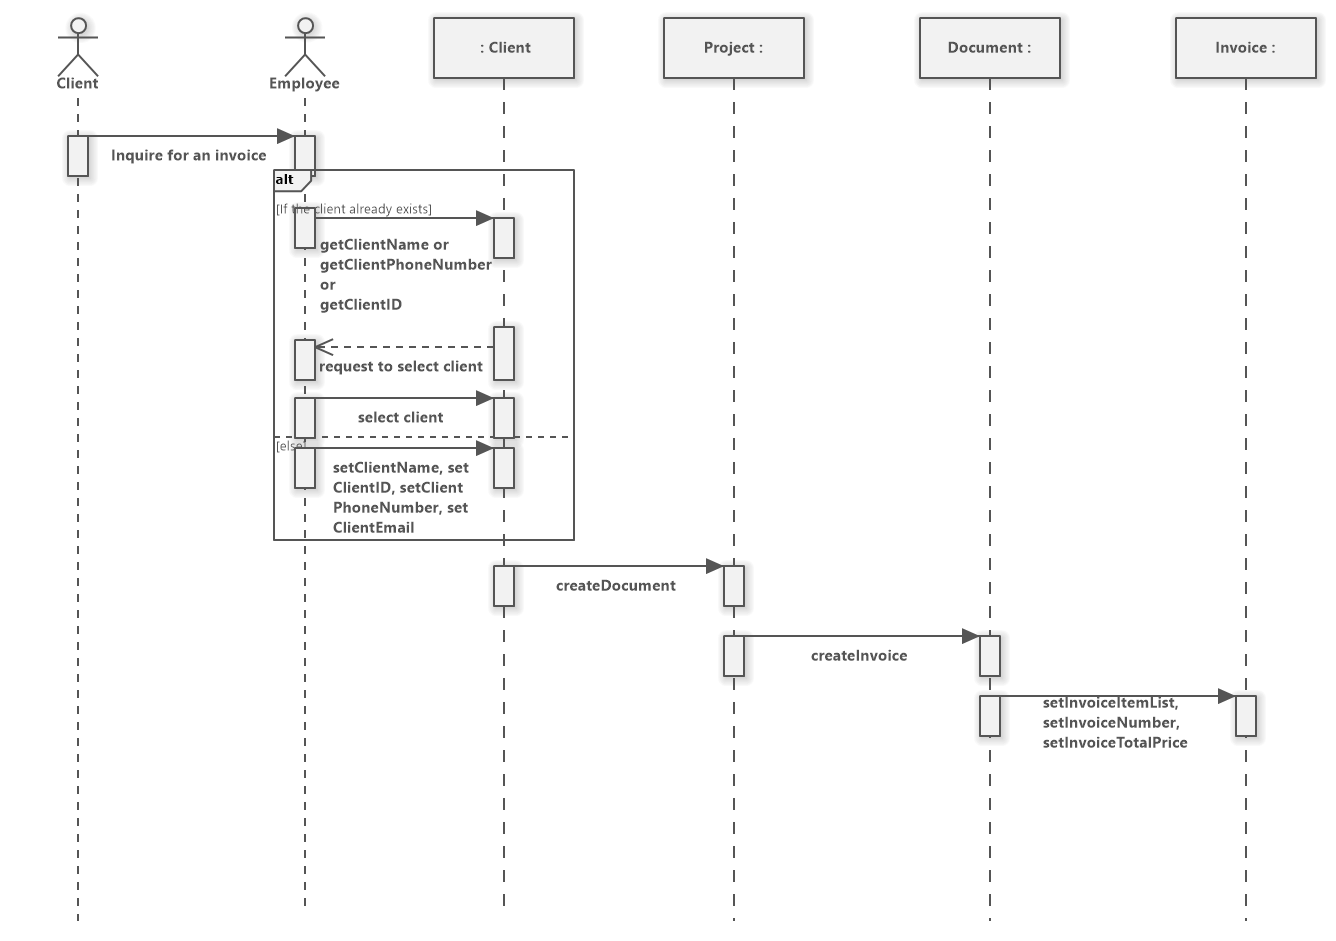 Client
Employee
: Client
Project :
Document :
Invoice :
Inquire for an invoice
alt
[If the client already exists]
getClientName or
getClientPhoneNumber
or
getClientID
request to select client
select client
[else]
setClientName, set
ClientID, setClient
PhoneNumber, set
ClientEmail
createDocument
createInvoice
setInvoiceItemList,
setInvoiceNumber,
setInvoiceTotalPrice